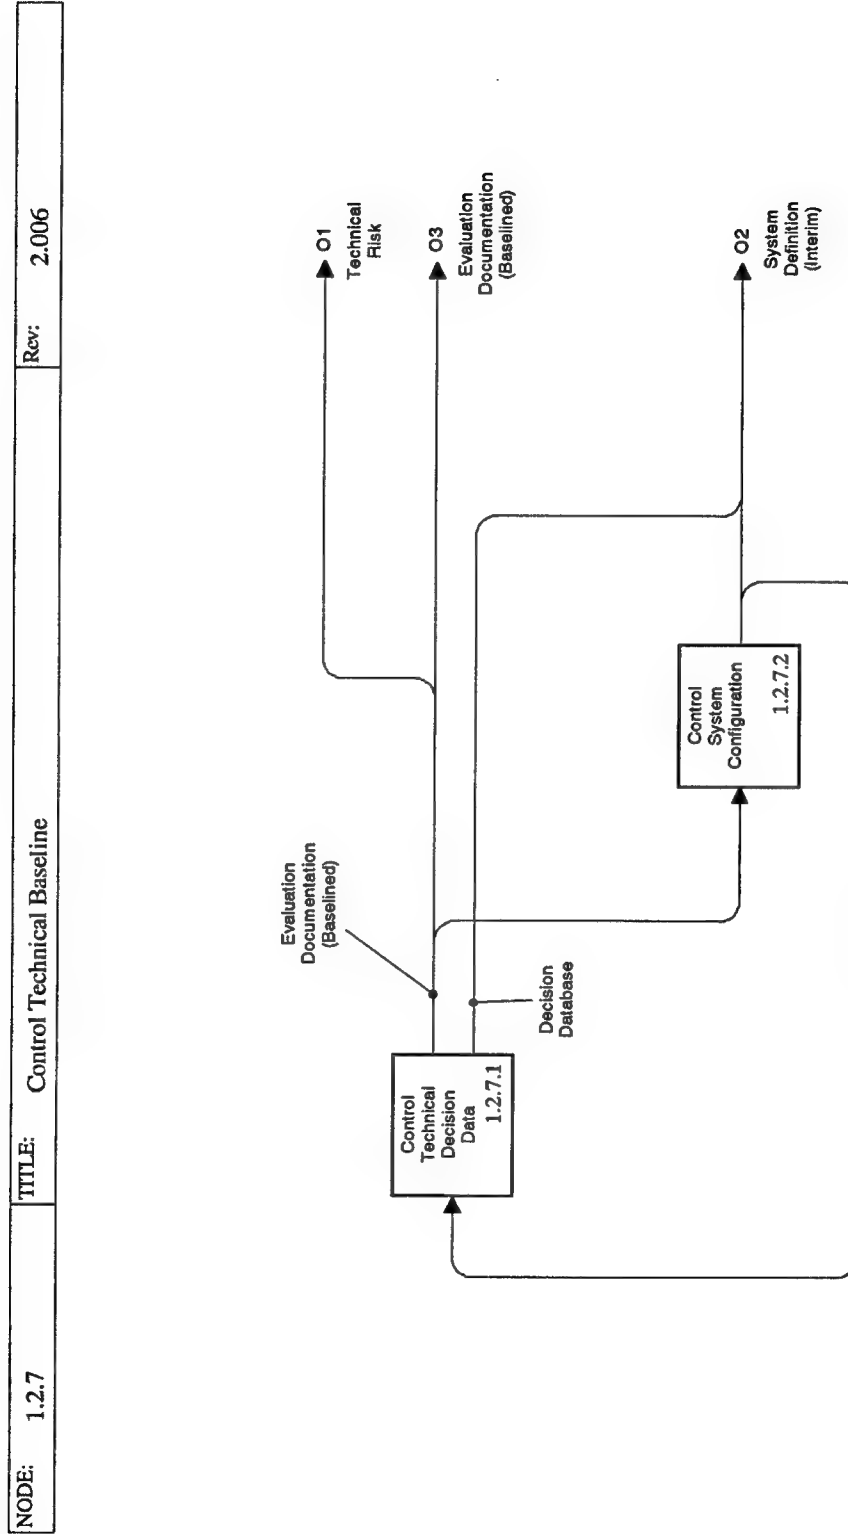 NODE: 1.2.7 TITLE: Control Technical Baseline Rev: 2.006
O1
Technical
Risk
Evaluation
Documentation
(Baselined)
O3
Evaluation
Documentation
(Baselined)
Control
Technical
Decision
Data
1.2.7.1
Decision
Database
Control
System
Configuration
1.2.7.2
O2
System
Definition
(Interim)